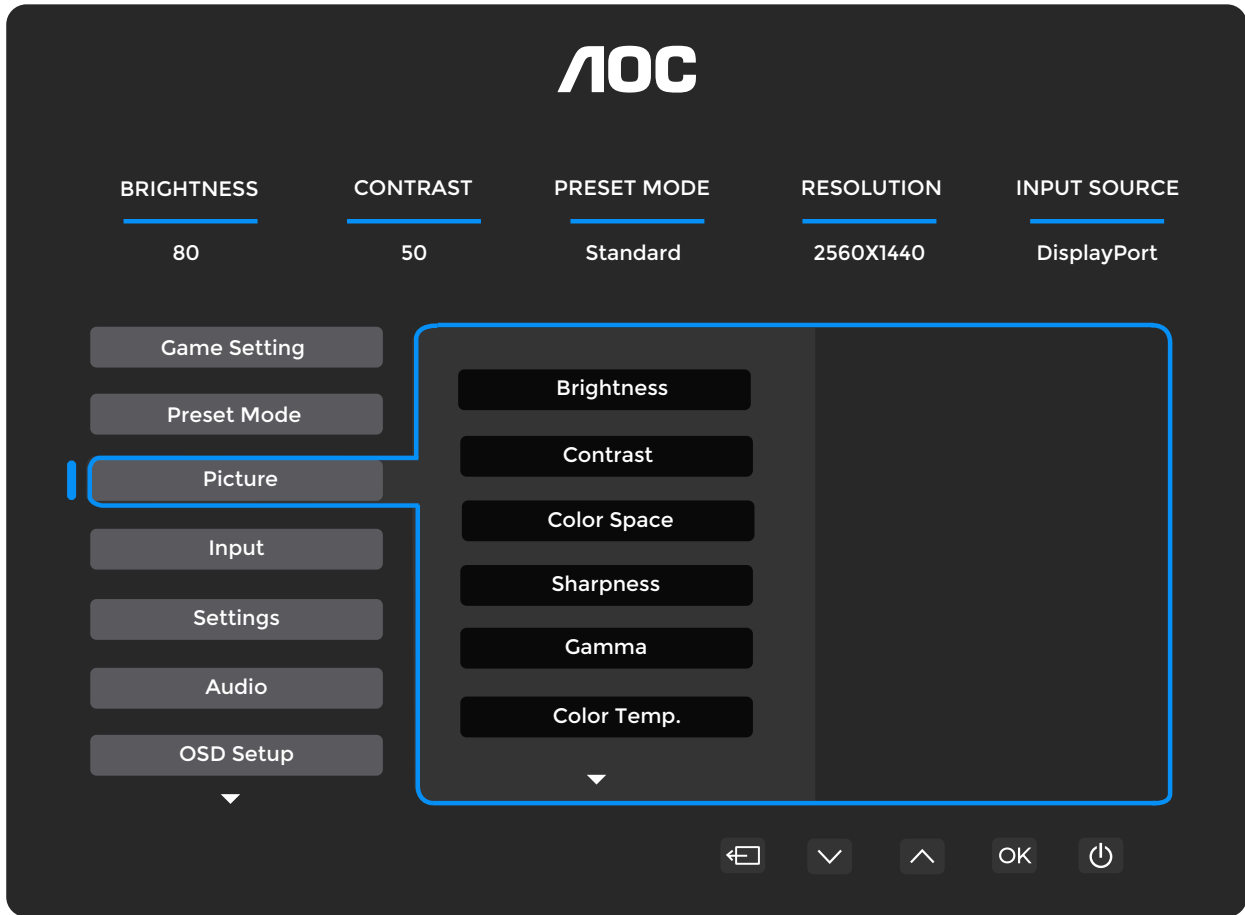 AOC
BRIGHTNESS CONTRAST PRESET MODE RESOLUTION INPUT SOURCE
80 50 Standard 2560X1440 DisplayPort
Game Setting
Preset Mode
Picture
Input
Settings
Audio
OSD Setup
Brightness
Contrast
Color Space
Sharpness
Gamma
Color Temp.
OK